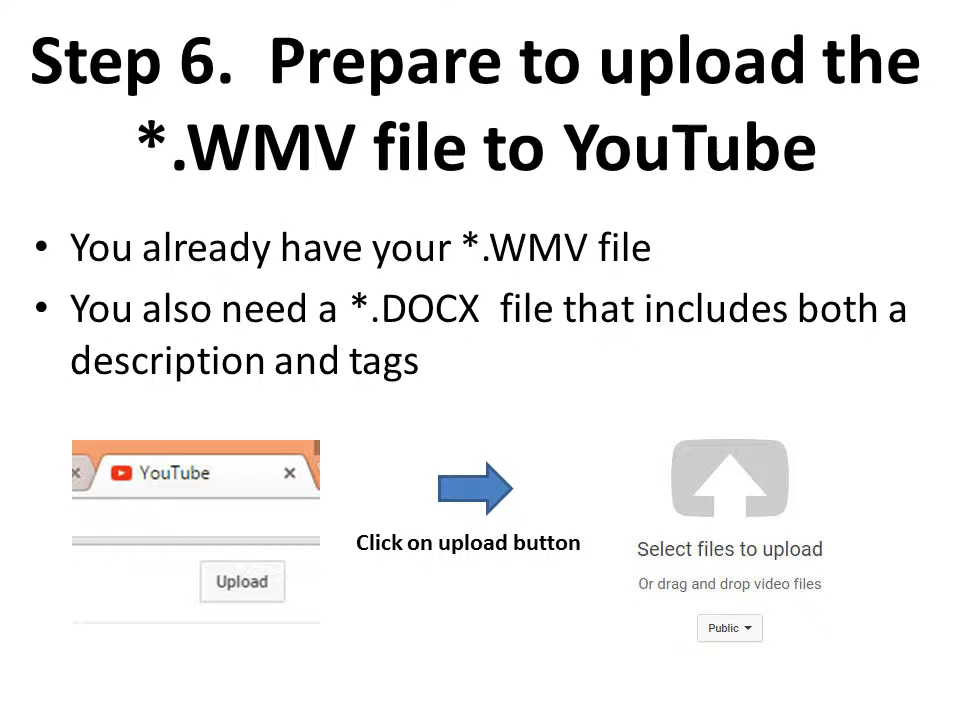 Step 6.  Prepare to upload the
*.WMV file to YouTube
• You already have your *.WMV file
• You also need a *.DOCX  file that includes both a
description and tags
YouTube
Upload
Click on upload button
Select files to upload
Or drag and drop video files
Public